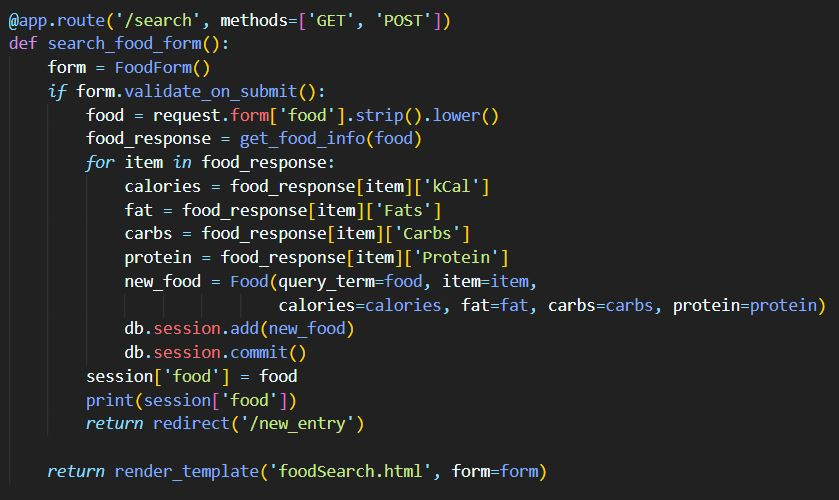 @app.route('/search', methods=['GET', 'POST'])
def search_food_form():
    form = FoodForm()
    if form.validate_on_submit():
        food = request.form['food'].strip().lower()
        food_response = get_food_info(food)
        for item in food_response:
            calories = food_response[item]['kCal']
            fat = food_response[item]['Fats']
            carbs = food_response[item]['Carbs']
            protein = food_response[item]['Protein']
            new_food = Food(query_term=food, item=item,
                            calories=calories, fat=fat, carbs=carbs, protein=protein)
            db.session.add(new_food)
            db.session.commit()
        session['food'] = food
        print(session['food'])
        return redirect('/new_entry')

    return render_template('foodSearch.html', form=form)